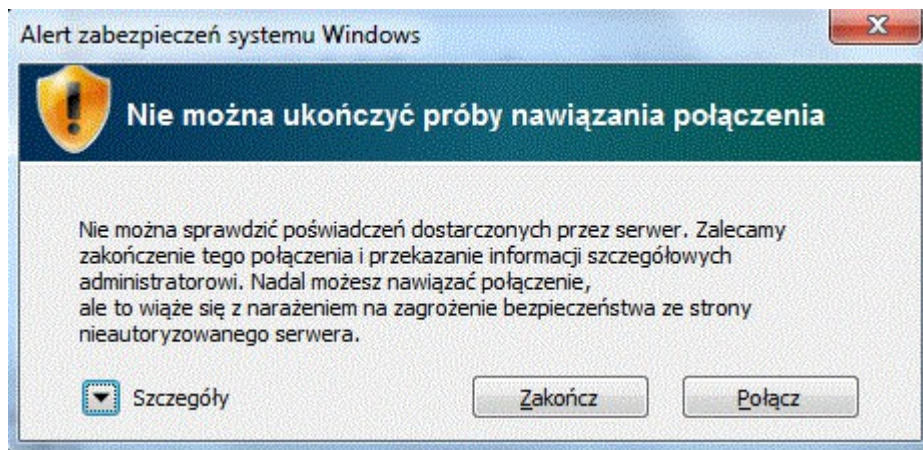 Alert zabezpieczeń systemu Windows
Nie można ukończyć próby nawiązania połączenia
Nie można sprawdzić poświadczeń dostarczonych przez serwer. Zalecamy
zakończenie tego połączenia i przekazanie informacji szczegółowych
administratorowi. Nadal możesz nawiązać połączenie,
ale to wiąże się z narażeniem na zagrożenie bezpieczeństwa ze strony
nieautoryzowanego serwera.
Szczegóły Zakończ Połącz